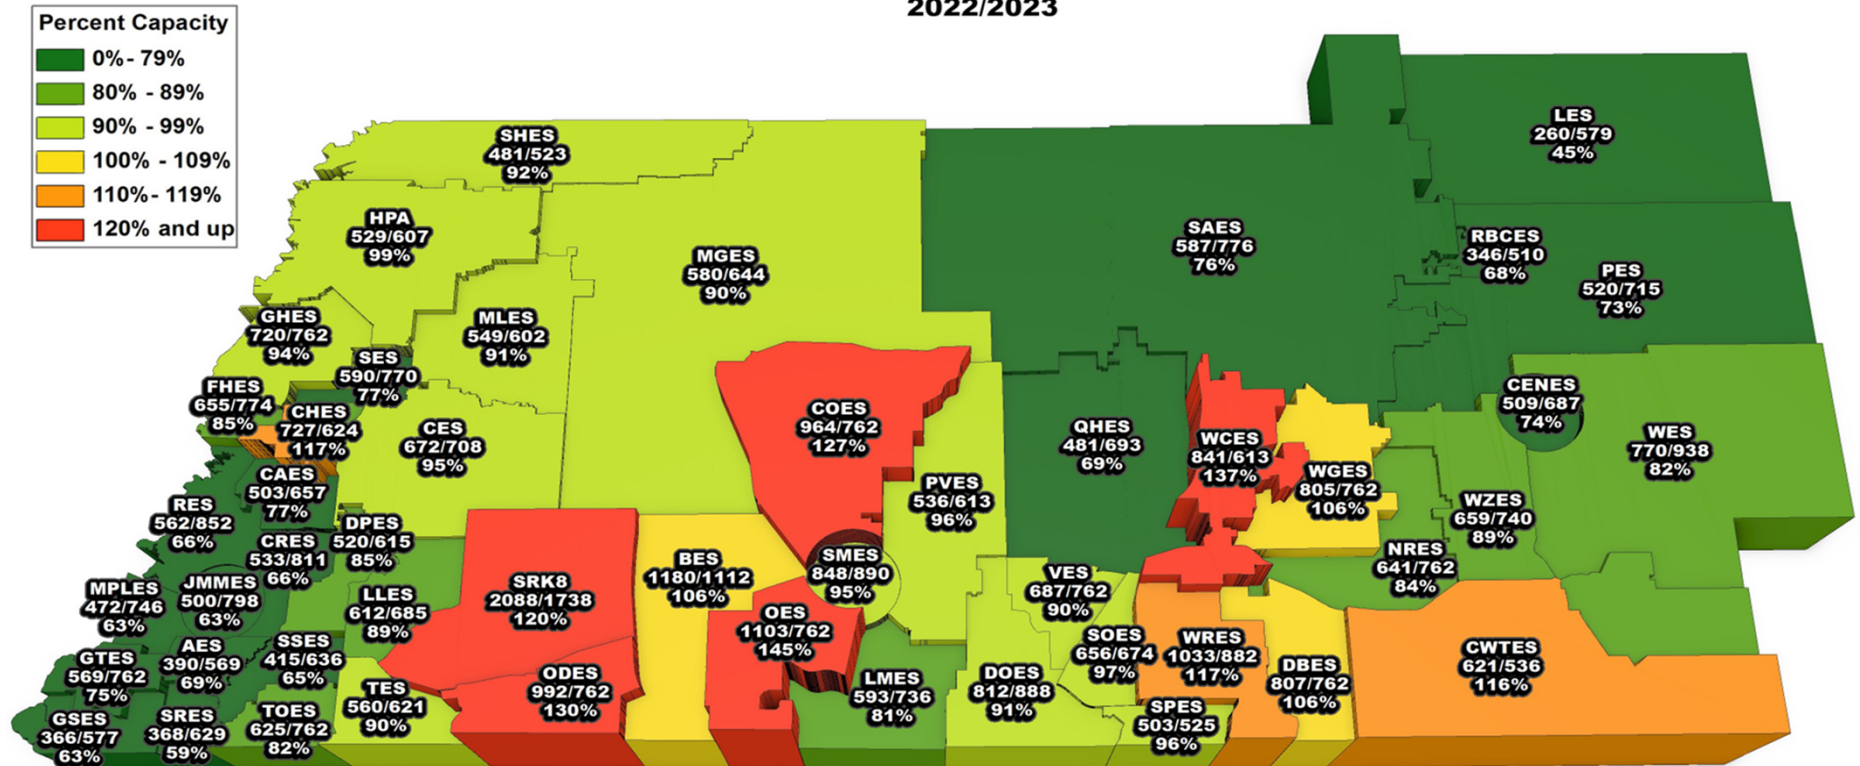 2022/2023
Percent Capacity
0%- 79%
80% - 89%
90% - 99%
100% - 109%
110%- 119%
120% and up
SHES
481/523
92%
HPA
529/607
99%
MGES
580/644
90%
GHES
720/762
94%
MLES
549/602
91%
SES
590/770
77%
FHES
655/774
85%
CHES
727/624
117%
CES
672/708
95%
COES
964/762
127%
PVES
536/613
96%
CAES
503/657
77%
RES
562/852
66%
CRES
533/811
66%
DPES
520/615
85%
MPLES
472/746
63%
JMMES
500/798
63%
LLES
612/685
89%
SRK8
2088/1738
120%
BES
1180/1112
106%
SMES
848/890
95%
OES
1103/762
145%
GTES
569/762
75%
AES
390/569
69%
SSES
415/636
65%
GSES
366/577
63%
SRES
368/629
59%
TOES
625/762
82%
TES
560/621
90%
ODES
992/762
130%
LMES
593/736
81%
DOES
812/888
91%
VES
687/762
90%
SOES
656/674
97%
SPES
503/525
96%
WRES
1033/882
117%
DBES
807/762
106%
CWTES
621/536
116%
LES
260/579
45%
SAES
587/776
76%
RBCES
346/510
68%
PES
520/715
73%
QHES
481/693
69%
WCES
841/613
137%
WGES
805/762
106%
CENES
509/687
74%
WES
770/938
82%
WZES
659/740
89%
NRES
641/762
84%